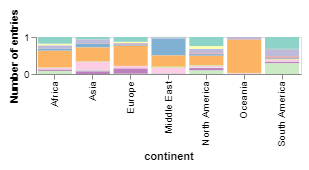 Number of entries
1
0
Africa
Asia
Europe
Middle East
North America
Oceania
South America
continent